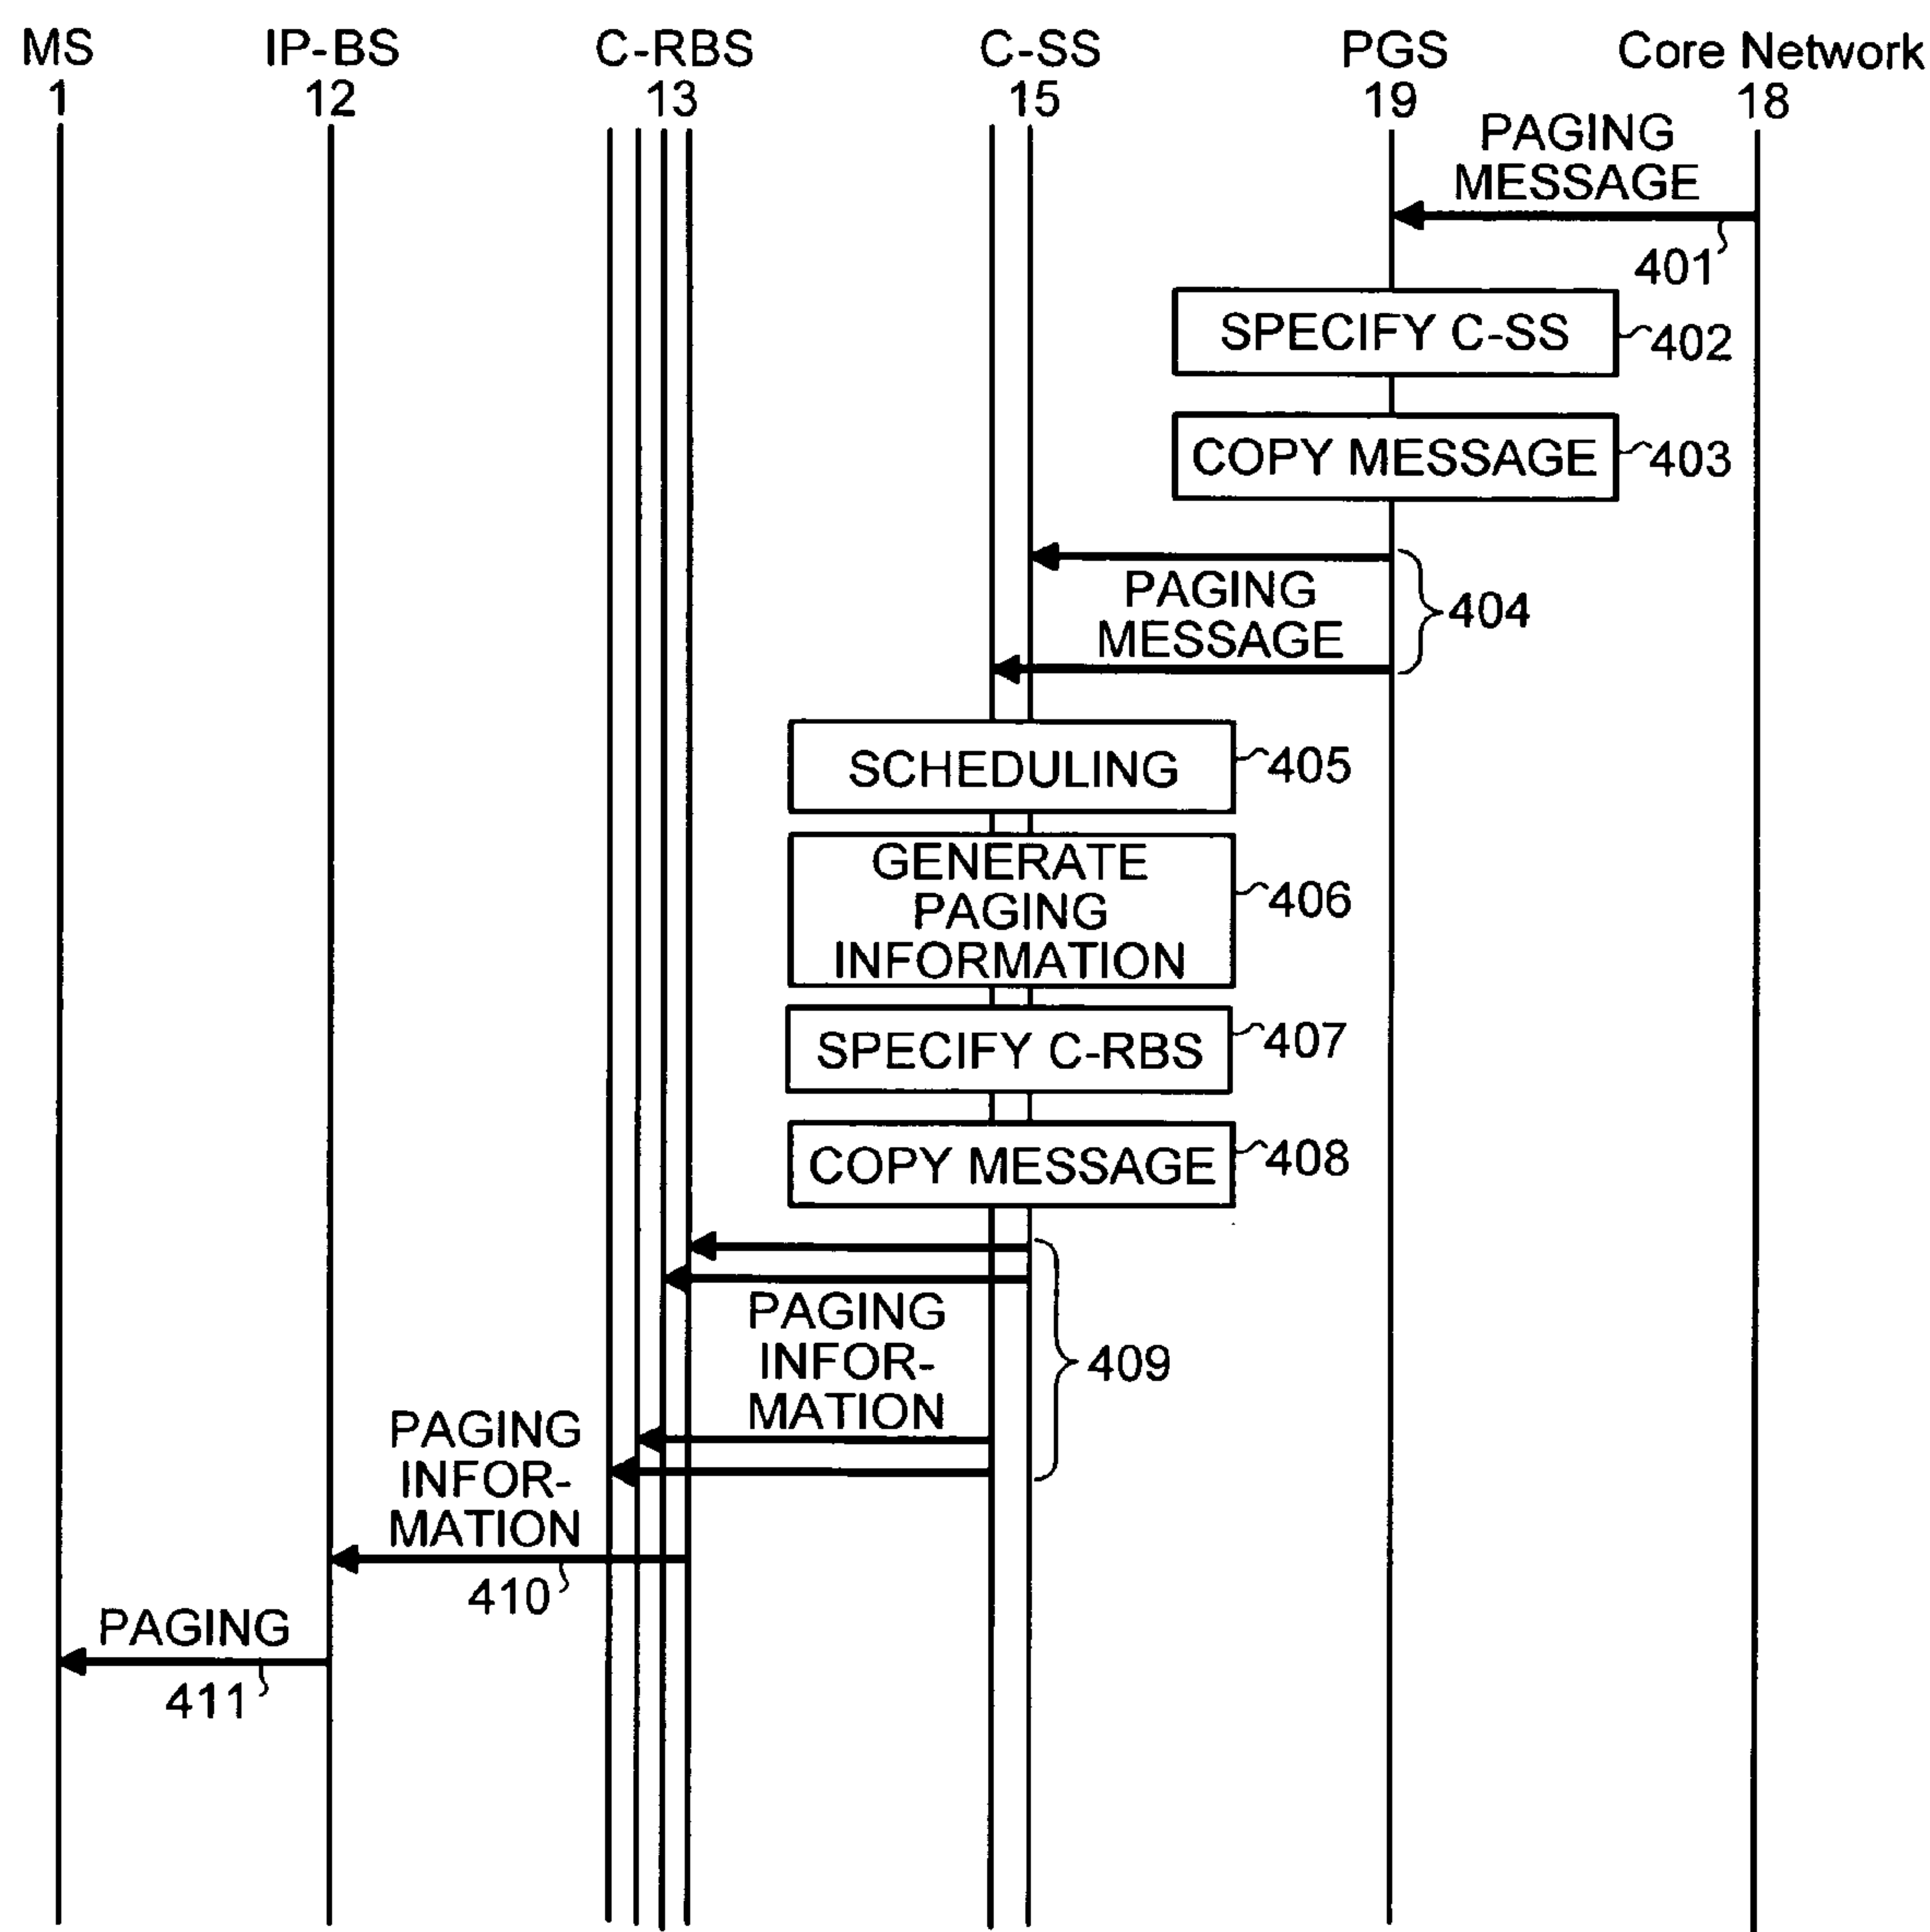 MS
1
IP-BS
12
C-RBS
13
C-SS
15
PGS
19
Core Network
18
PAGING
MESSAGE
401
SPECIFY C-SS
402
COPY MESSAGE
403
PAGING
MESSAGE
404
SCHEDULING
405
GENERATE
PAGING
INFORMATION
406
SPECIFY C-RBS
407
COPY MESSAGE
408
PAGING
INFOR-
MATION
409
PAGING
INFOR-
MATION
410
PAGING
411